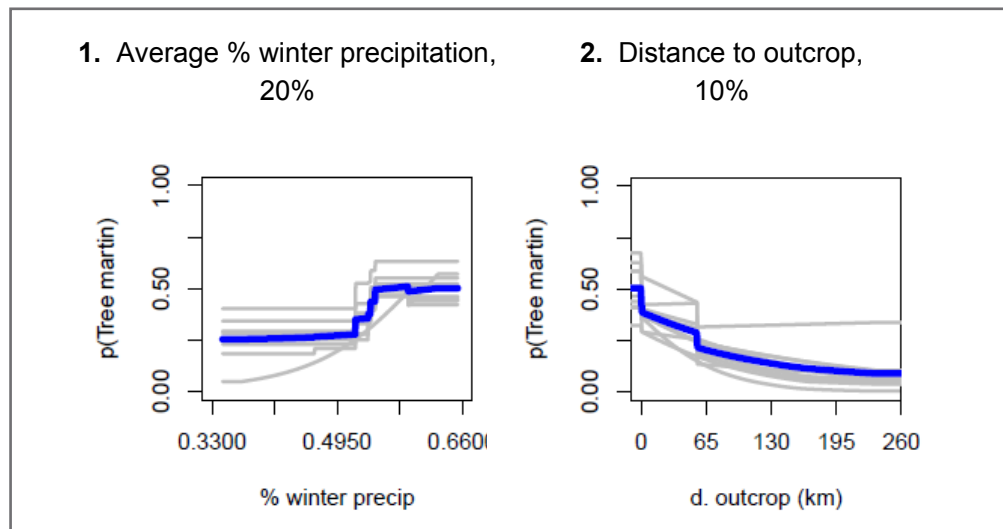 1. Average % winter precipitation,
20%
2. Distance to outcrop,
10%
p(Tree martin)
1.00
0.50
0.00
0.3300 0.4950 0.660
% winter precip
p(Tree martin)
1.00
0.50
0.00
0 65 130 195 260
d. outcrop (km)